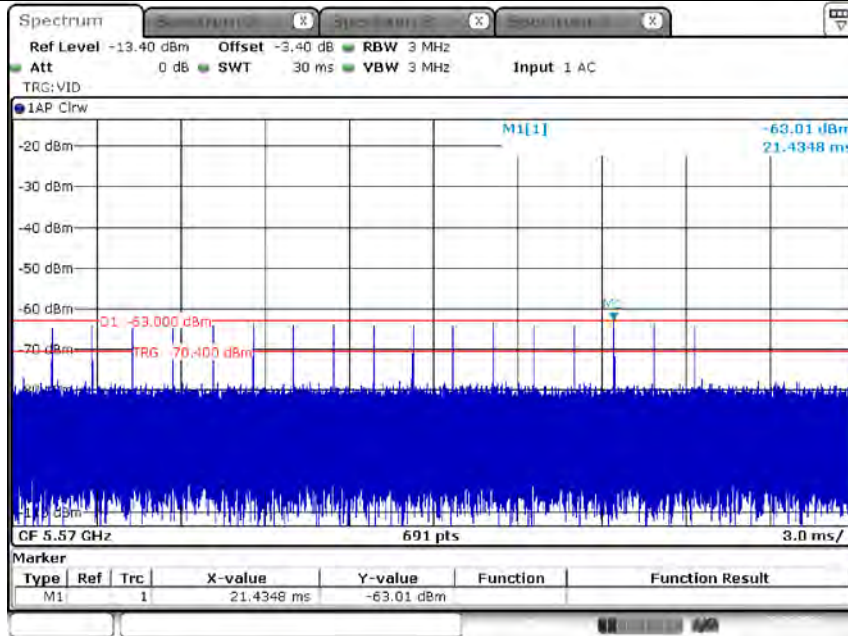 Spectrum
Ref Level -13.40 dBm Offset -3.40 dB RBW 3 MHz
Att 0 dB SWT 30 ms VBW 3 MHz Input 1 AC
TRG:VID
1AP Clrw
M1[1] -63.01 dBm
21.4348 ms
-20 dBm
-30 dBm
-40 dBm
-50 dBm
-60 dBm
M1
D1 -63.000 dBm
-70 dBm
TRG -70.400 dBm
CF 5.57 GHz 691 pts 3.0 ms/
Marker
Type Ref Trc X-value Y-value Function Function Result
M1 1 21.4348 ms -63.01 dBm